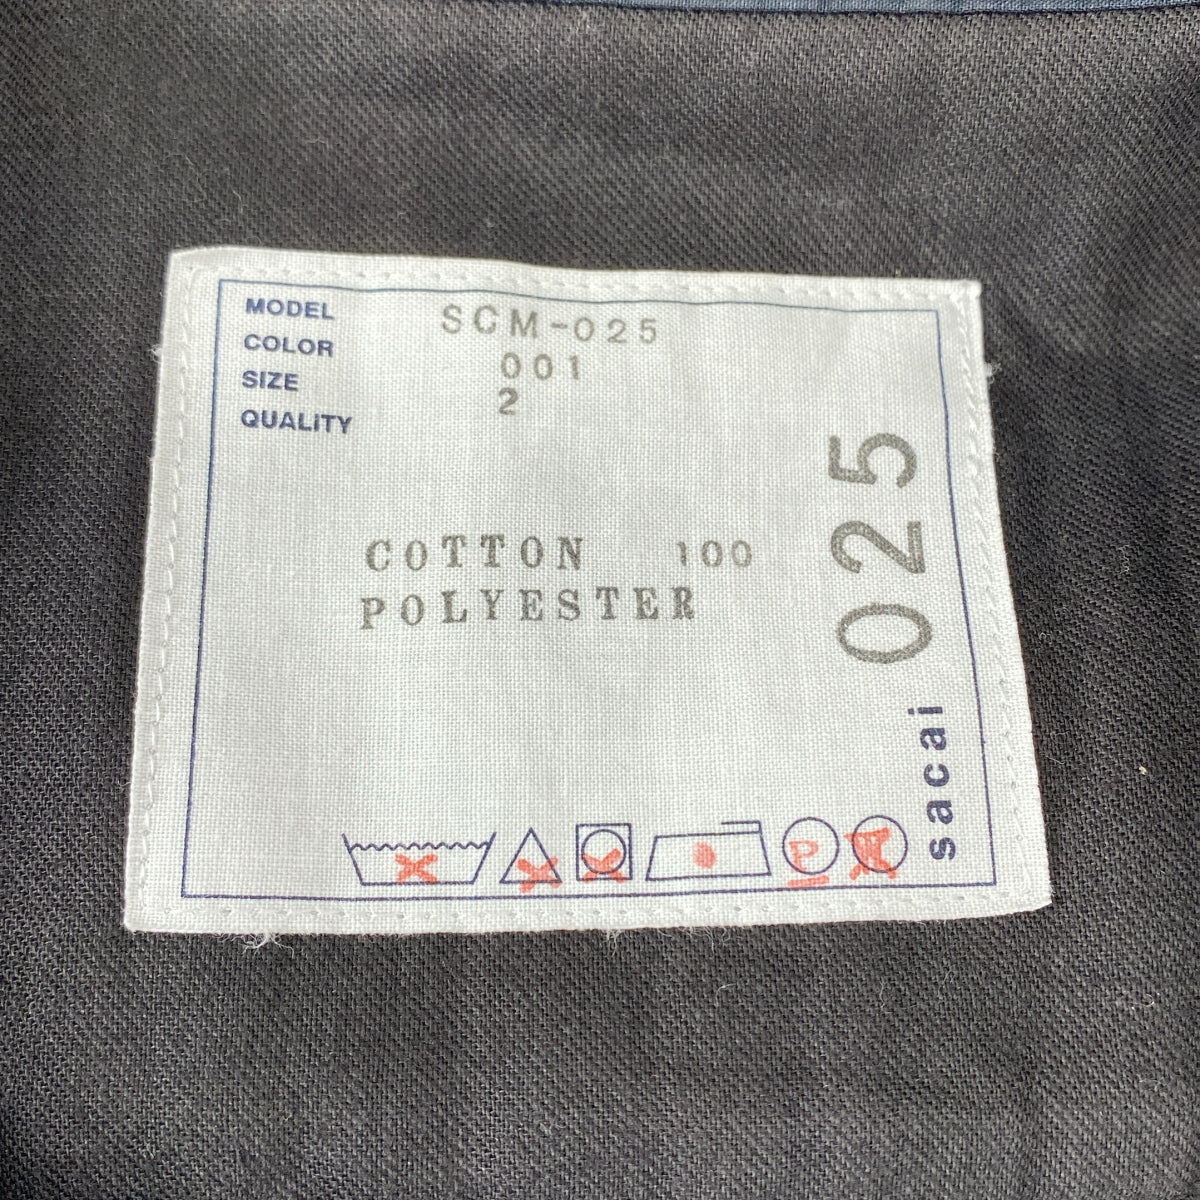 MODEL SCM-025
COLOR 001
SIZE 2
QUALITY
COTTON 100
POLYESTER
025
sacai
P